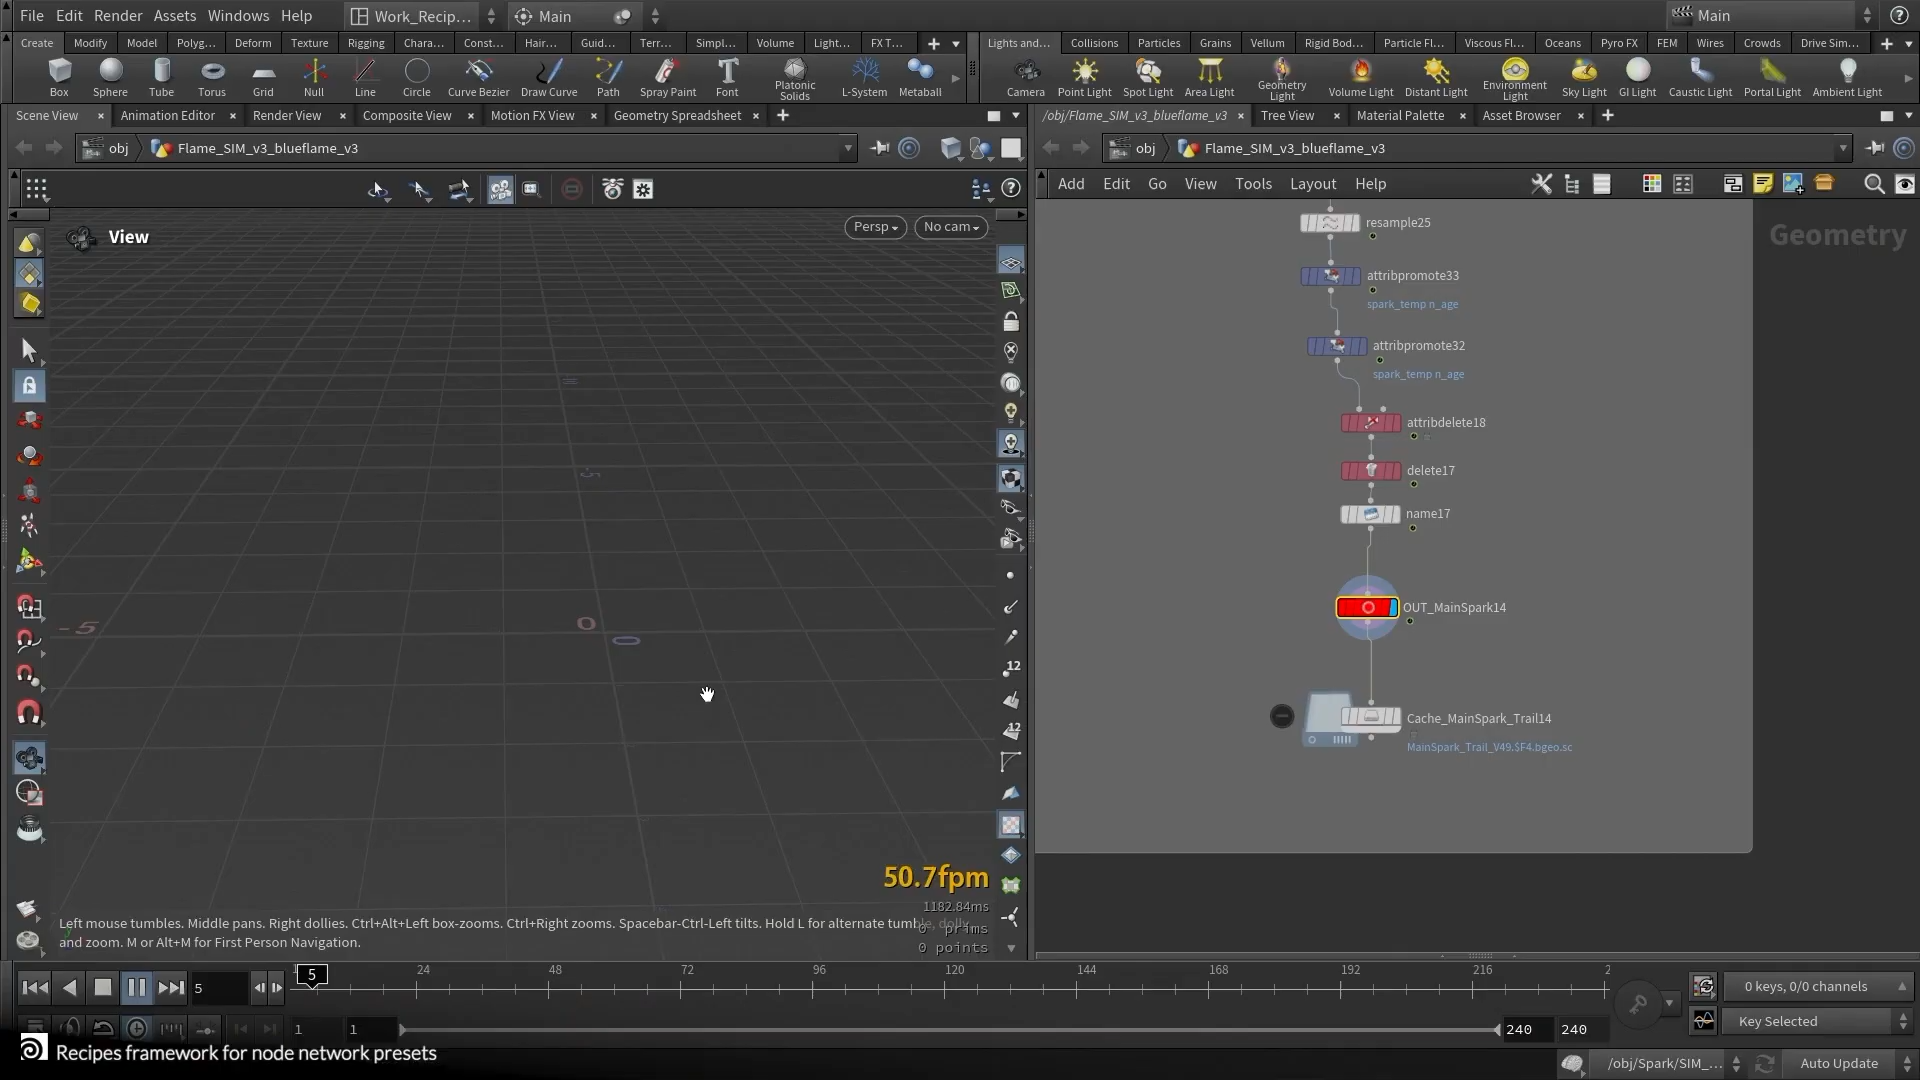 File Edit Render Assets Windows Help Work_Recip... Main Main
Create Modify Model Polyg... Deform Texture Rigging Chara... Const... Hair... Guid... Terr... Simpl... Volume Light... FX T... Lights and... Collisions Particles Grains Vellum Rigid Bod... Particle Fl... Viscous Fl... Oceans Pyro FX FEM Wires Crowds Drive Sim...
Box Sphere Tube Torus Grid Null Line Circle Curve Bezier Draw Curve Path Spray Paint Font Platonic Solids L-System Metaball Camera Point Light Spot Light Area Light Geometry Light Volume Light Distant Light Environment Light Sky Light GI Light Caustic Light Portal Light Ambient Light
Scene View Animation Editor Render View Composite View Motion FX View Geometry Spreadsheet /obj/Flame_SIM_v3_blueflame_v3 Tree View Material Palette Asset Browser
obj Flame_SIM_v3_blueflame_v3 obj Flame_SIM_v3_blueflame_v3
Add Edit Go View Tools Layout Help
View Persp No cam
Geometry
resample25
attribpromote33
spark_temp n_age
attribpromote32
spark_temp n_age
attribdelete18
delete17
name17
OUT_MainSpark14
Cache_MainSpark_Trail14
MainSpark_Trail_V49.$F4.bgeo.sc
-5 0 0
5
12
12
50.7fpm
1182.84ms
0 prims
0 points
Left mouse tumbles. Middle pans. Right dollies. Ctrl+Alt+Left box-zooms. Ctrl+Right zooms. Spacebar-Ctrl-Left tilts. Hold L for alternate tumble, dolly,
and zoom. M or Alt+M for First Person Navigation.
5 5 24 48 72 96 120 144 168 192 216 2
0 keys, 0/0 channels
1 1 240 240 Key Selected
Recipes framework for node network presets
/obj/Spark/SIM_... Auto Update